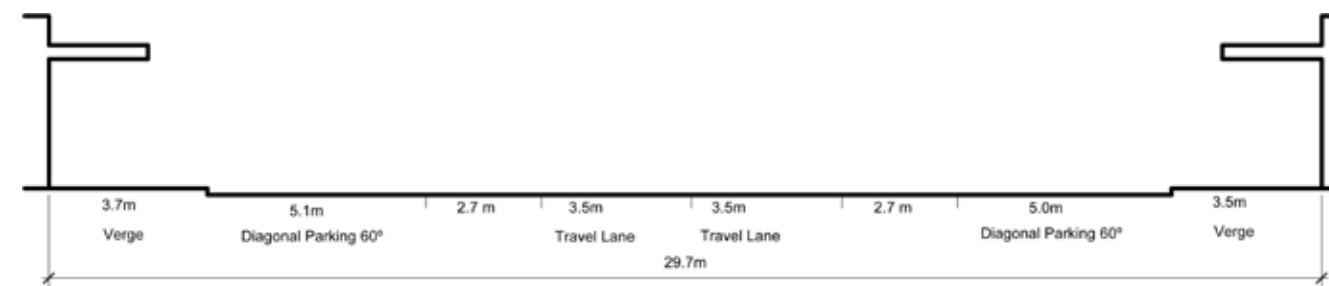 3.7m 5.1m 2.7 m 3.5m 3.5m 2.7 m 5.0m 3.5m
Verge Diagonal Parking 60º Travel Lane Travel Lane Diagonal Parking 60º Verge
29.7m